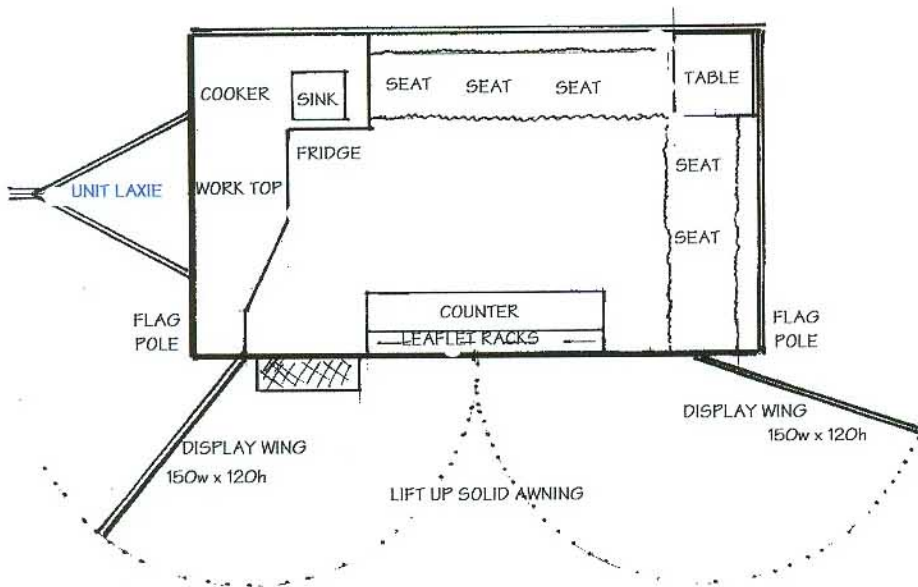 COOKER
SINK
SEAT SEAT SEAT
TABLE
FRIDGE
UNIT LAXIE
WORK TOP
SEAT
SEAT
COUNTER
LEAFLET RACKS
FLAG
POLE
FLAG
POLE
DISPLAY WING
150w x 120h
DISPLAY WING
150w x 120h
LIFT UP SOLID AWNING